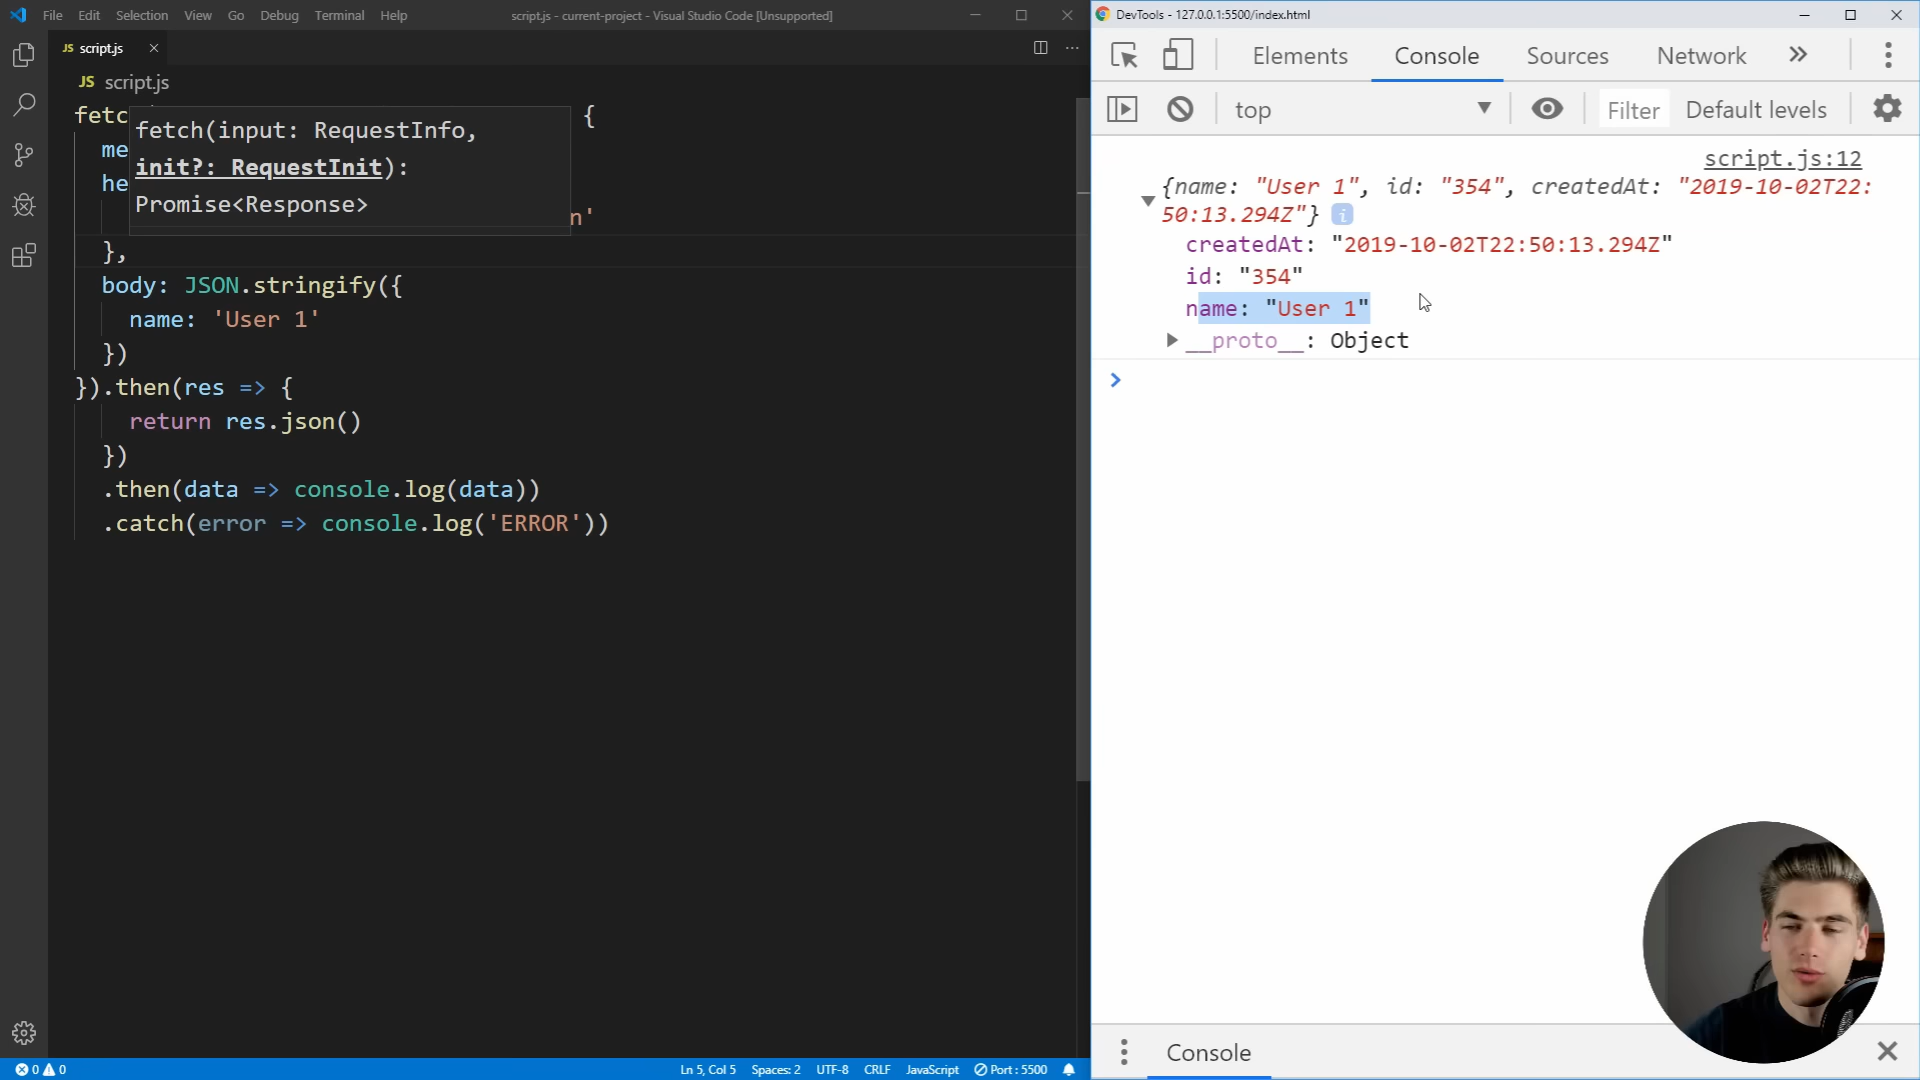 File Edit Selection View Go Debug Terminal Help
script.js - current-project - Visual Studio Code [Unsupported]
JS script.js
JS script.js
fetc
{
me
he
n'
fetch(input: RequestInfo,
init?: RequestInit):
Promise<Response>
},
body: JSON.stringify({
name: 'User 1'
})
}).then(res => {
return res.json()
})
.then(data => console.log(data))
.catch(error => console.log('ERROR'))
0 0
Ln 5, Col 5 Spaces: 2 UTF-8 CRLF JavaScript Port : 5500
DevTools - 127.0.0.1:5500/index.html
Elements Console Sources Network
top Filter Default levels
script.js:12
{name: "User 1", id: "354", createdAt: "2019-10-02T22:
50:13.294Z"} i
createdAt: "2019-10-02T22:50:13.294Z"
id: "354"
name: "User 1"
__proto__: Object
Console